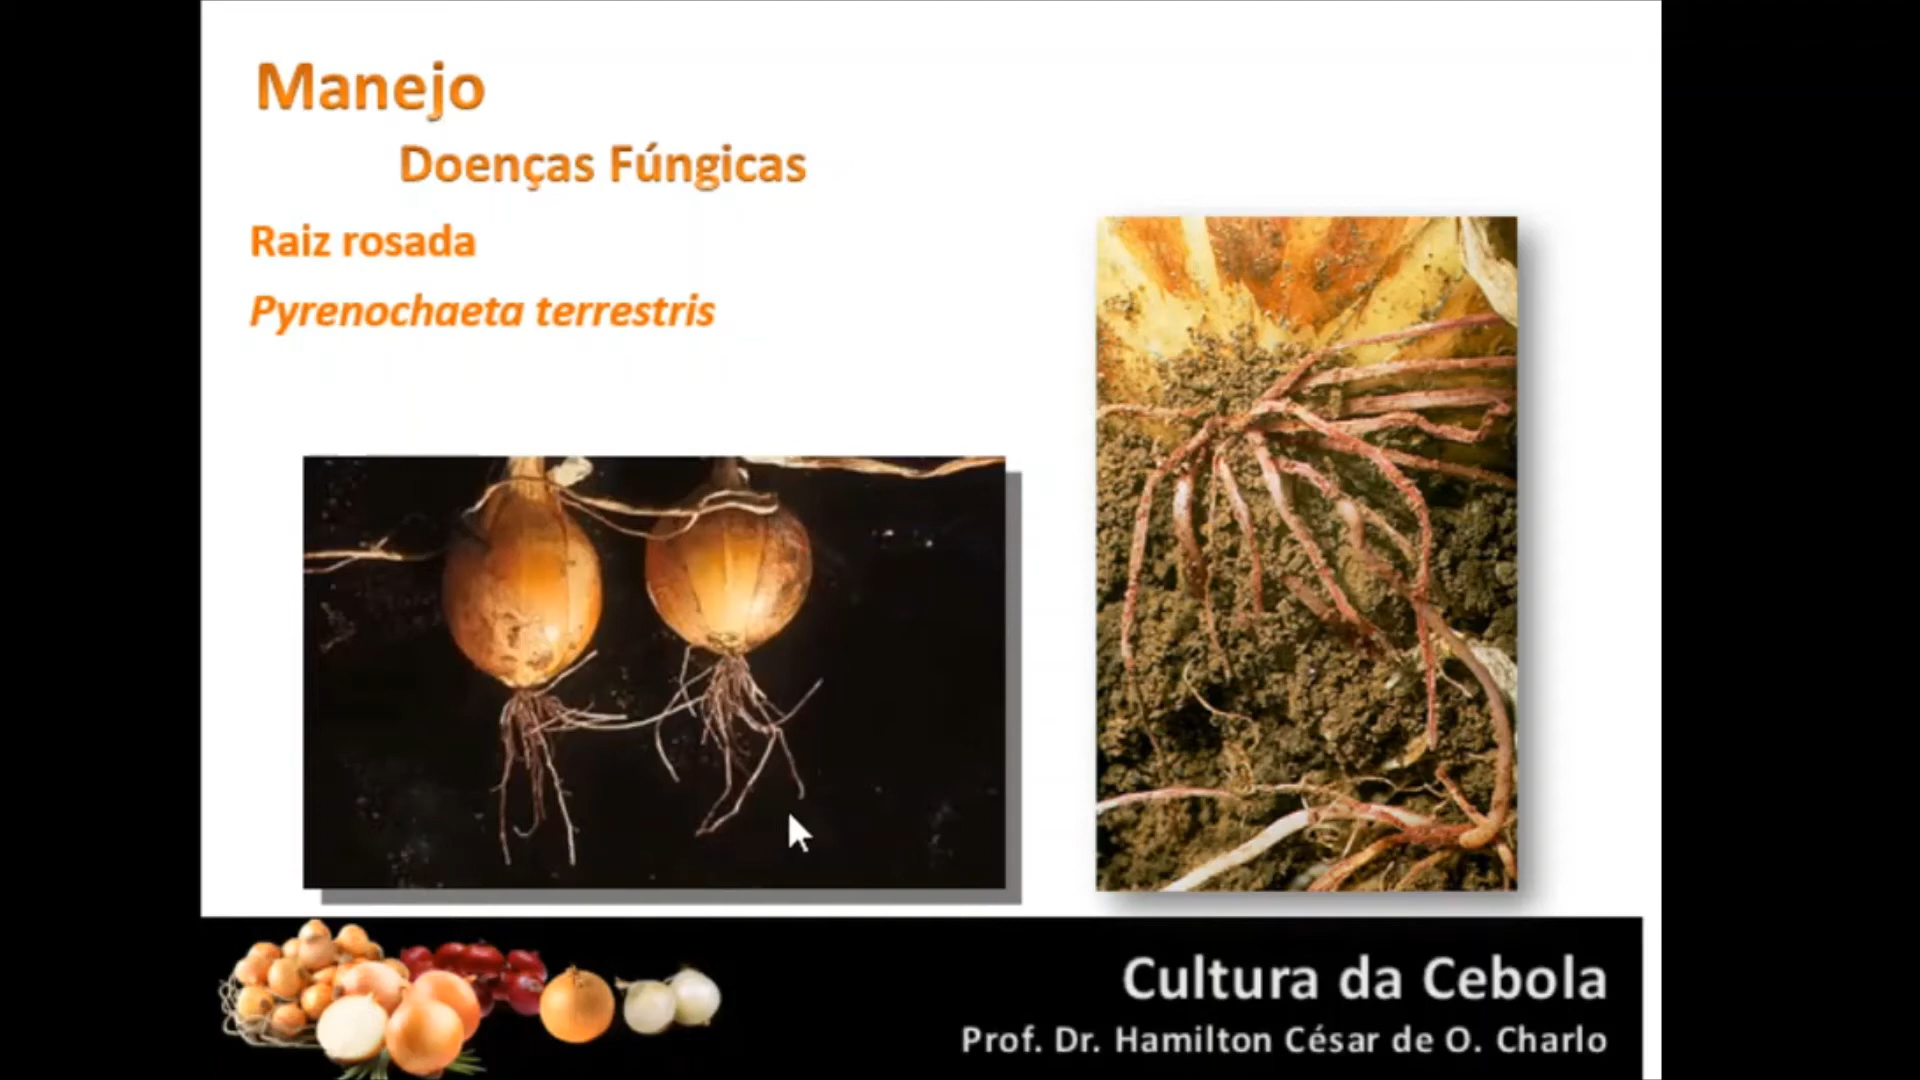 Manejo
Doenças Fúngicas
Raiz rosada
Pyrenochaeta terrestris
Cultura da Cebola
Prof. Dr. Hamilton César de O. Charlo